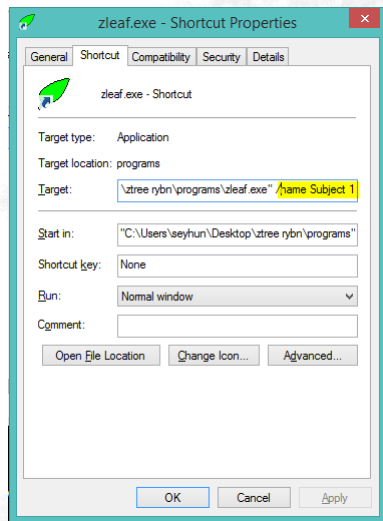 zleaf.exe - Shortcut Properties
General Shortcut Compatibility Security Details
zleaf.exe - Shortcut
Target type: Application
Target location: programs
Target: \ztree rybn\programs\zleaf.exe" /name Subject 1
Start in: "C:\Users\seyhun\Desktop\ztree rybn\programs"
Shortcut key: None
Run: Normal window
Comment:
Open File Location Change Icon... Advanced...
OK Cancel Apply